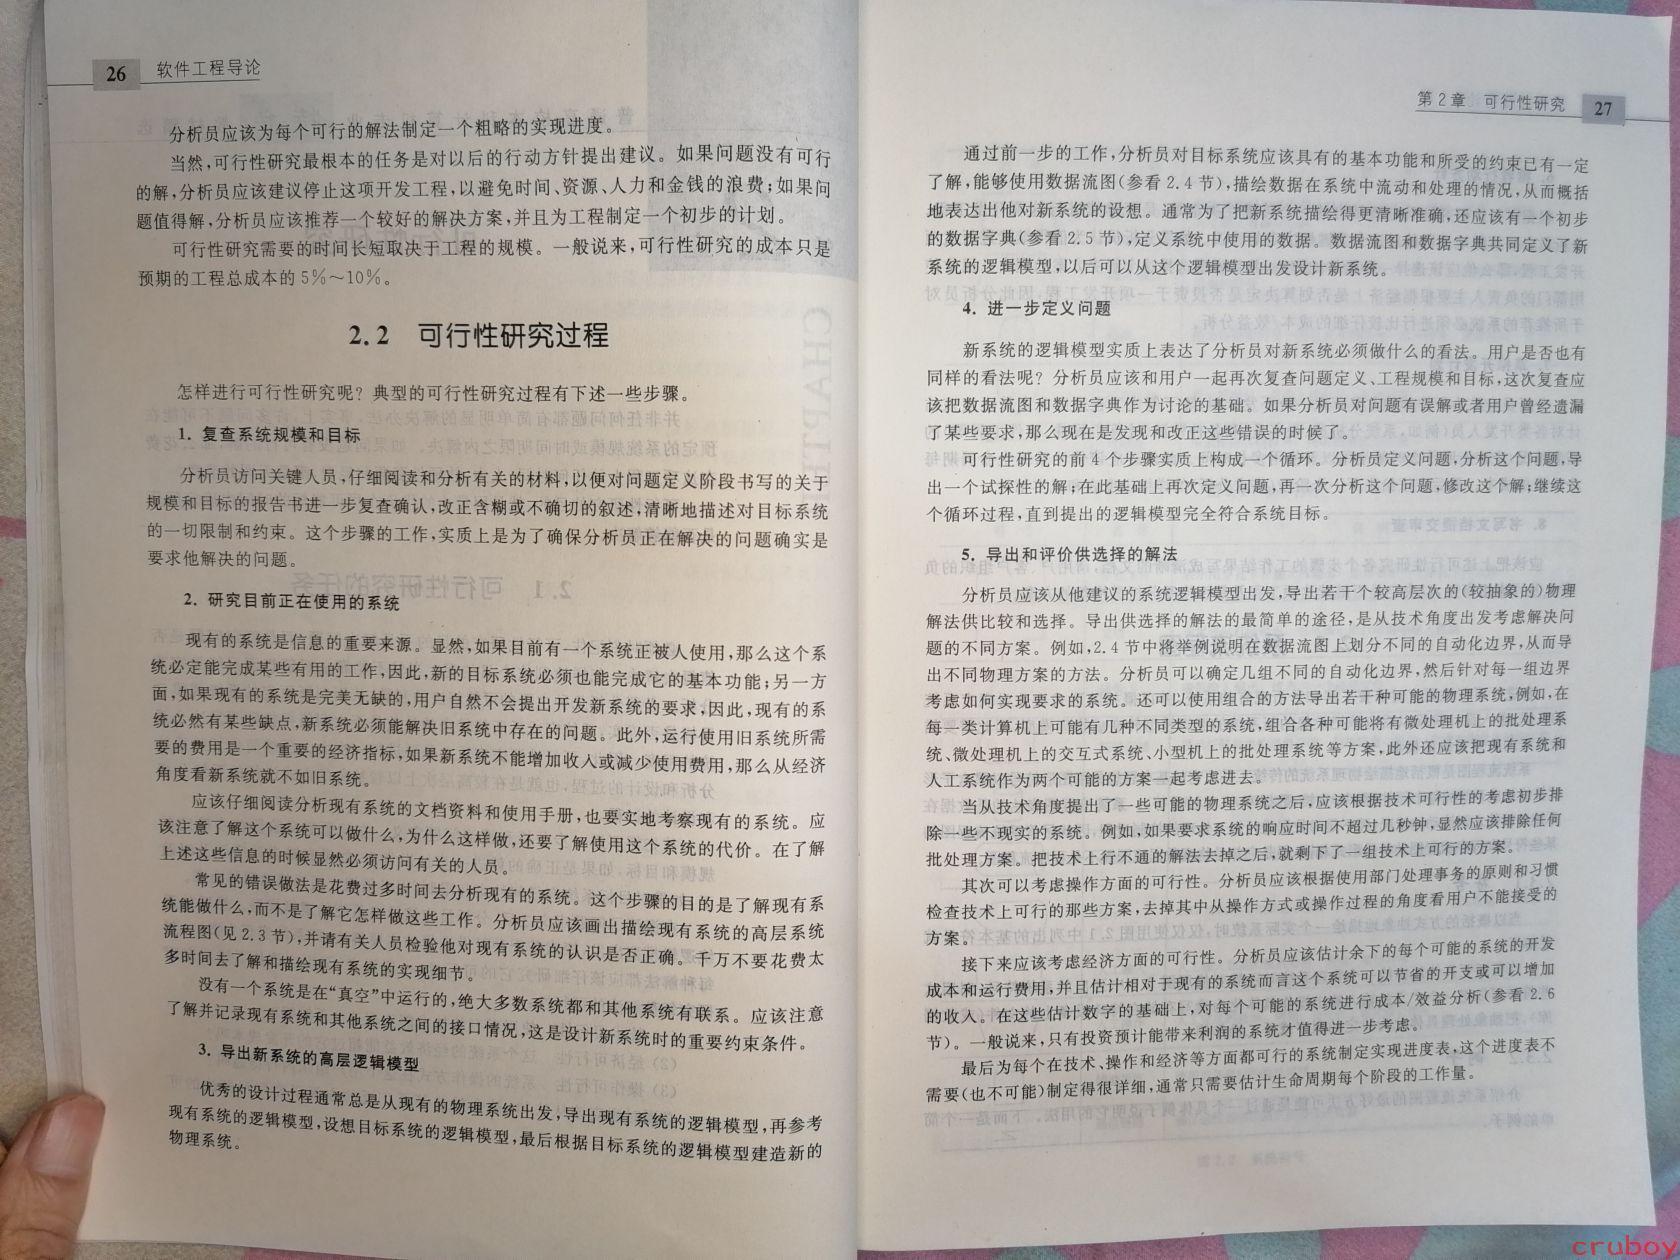 26 软件工程导论
分析员应该为每个可行的解法制定一个粗略的实现进度。
当然,可行性研究最根本的任务是对以后的行动方针提出建议。如果问题没有可行
的解,分析员应该建议停止这项开发工程,以避免时间、资源、人力和金钱的浪费;如果问
题值得解,分析员应该推荐一个较好的解决方案,并且为工程制定一个初步的计划。
可行性研究需要的时间长短取决于工程的规模。一般说来,可行性研究的成本只是
预期的工程总成本的5%～10%。
2.2 可行性研究过程
怎样进行可行性研究呢? 典型的可行性研究过程有下述一些步骤。
1. 复查系统规模和目标
分析员访问关键人员,仔细阅读和分析有关的材料,以便对问题定义阶段书写的关于
规模和目标的报告书进一步复查确认,改正含糊或不确切的叙述,清晰地描述对目标系统
的一切限制和约束。这个步骤的工作,实质上是为了确保分析员正在解决的问题确实是
要求他解决的问题。
2. 研究目前正在使用的系统
现有的系统是信息的重要来源。显然,如果目前有一个系统正被人使用,那么这个系
统必定能完成某些有用的工作,因此,新的目标系统必须也能完成它的基本功能;另一方
面,如果现有的系统是完美无缺的,用户自然不会提出开发新系统的要求,因此,现有的系
统必然有某些缺点,新系统必须能解决旧系统中存在的问题。此外,运行使用旧系统所需
要的费用是一个重要的经济指标,如果新系统不能增加收入或减少使用费用,那么从经济
角度看新系统就不如旧系统。
应该仔细阅读分析现有系统的文档资料和使用手册,也要实地考察现有的系统。应
该注意了解这个系统可以做什么,为什么这样做,还要了解使用这个系统的代价。在了解
上述这些信息的时候显然必须访问有关的人员。
常见的错误做法是花费过多时间去分析现有的系统。这个步骤的目的是了解现有系
统能做什么,而不是了解它怎样做这些工作。分析员应该画出描绘现有系统的高层系统
流程图(见2.3节),并请有关人员检验他对现有系统的认识是否正确。千万不要花费太
多时间去了解和描绘现有系统的实现细节。
没有一个系统是在“真空”中运行的,绝大多数系统都和其他系统有联系。应该注意
了解并记录现有系统和其他系统之间的接口情况,这是设计新系统时的重要约束条件。
3. 导出新系统的高层逻辑模型
优秀的设计过程通常总是从现有的物理系统出发,导出现有系统的逻辑模型,再参考
现有系统的逻辑模型,设想目标系统的逻辑模型,最后根据目标系统的逻辑模型建造新的
物理系统。
第2章 可行性研究 27
通过前一步的工作,分析员对目标系统应该具有的基本功能和所受的约束已有一定
了解,能够使用数据流图(参看2.4节),描绘数据在系统中流动和处理的情况,从而概括
地表达出他对新系统的设想。通常为了把新系统描绘得更清晰准确,还应该有一个初步
的数据字典(参看2.5节),定义系统中使用的数据。数据流图和数据字典共同定义了新
系统的逻辑模型,以后可以从这个逻辑模型出发设计新系统。
4. 进一步定义问题
新系统的逻辑模型实质上表达了分析员对新系统必须做什么的看法。用户是否也有
同样的看法呢? 分析员应该和用户一起再次复查问题定义、工程规模和目标,这次复查应
该把数据流图和数据字典作为讨论的基础。如果分析员对问题有误解或者用户曾经遗漏
了某些要求,那么现在是发现和改正这些错误的时候了。
可行性研究的前4个步骤实质上构成一个循环。分析员定义问题,分析这个问题,导
出一个试探性的解;在此基础上再次定义问题,再一次分析这个问题,修改这个解;继续这
个循环过程,直到提出的逻辑模型完全符合系统目标。
5. 导出和评价供选择的解法
分析员应该从他建议的系统逻辑模型出发,导出若干个较高层次的(较抽象的)物理
解法供比较和选择。导出供选择的解法的最简单的途径,是从技术角度出发考虑解决问
题的不同方案。例如,2.4节中将举例说明在数据流图上划分不同的自动化边界,从而导
出不同物理方案的方法。分析员可以确定几组不同的自动化边界,然后针对每一组边界
考虑如何实现要求的系统。还可以使用组合的方法导出若干种可能的物理系统,例如,在
每一类计算机上可能有几种不同类型的系统,组合各种可能将有微处理机上的批处理系
统、微处理机上的交互式系统、小型机上的批处理系统等方案,此外还应该把现有系统和
人工系统作为两个可能的方案一起考虑进去。
当从技术角度提出了一些可能的物理系统之后,应该根据技术可行性的考虑初步排
除一些不现实的系统。例如,如果要求系统的响应时间不超过几秒钟,显然应该排除任何
批处理方案。把技术上行不通的解法去掉之后,就剩下了一组技术上可行的方案。
其次可以考虑操作方面的可行性。分析员应该根据使用部门处理事务的原则和习惯
检查技术上可行的那些方案,去掉其中从操作方式或操作过程的角度看用户不能接受的
方案。
接下来应该考虑经济方面的可行性。分析员应该估计余下的每个可能的系统的开发
成本和运行费用,并且估计相对于现有的系统而言这个系统可以节省的开支或可以增加
的收入。在这些估计数字的基础上,对每个可能的系统进行成本/效益分析(参看2.6
节)。一般说来,只有投资预计能带来利润的系统才值得进一步考虑。
最后为每个在技术、操作和经济等方面都可行的系统制定实现进度表,这个进度表不
需要(也不可能)制定得很详细,通常只需要估计生命周期每个阶段的工作量。
cruboy